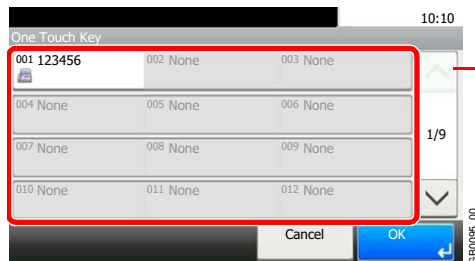 10:10
One Touch Key
001 123456 002 None 003 None
004 None 005 None 006 None
1/9
007 None 008 None 009 None
010 None 011 None 012 None
Cancel OK
GB0095_00